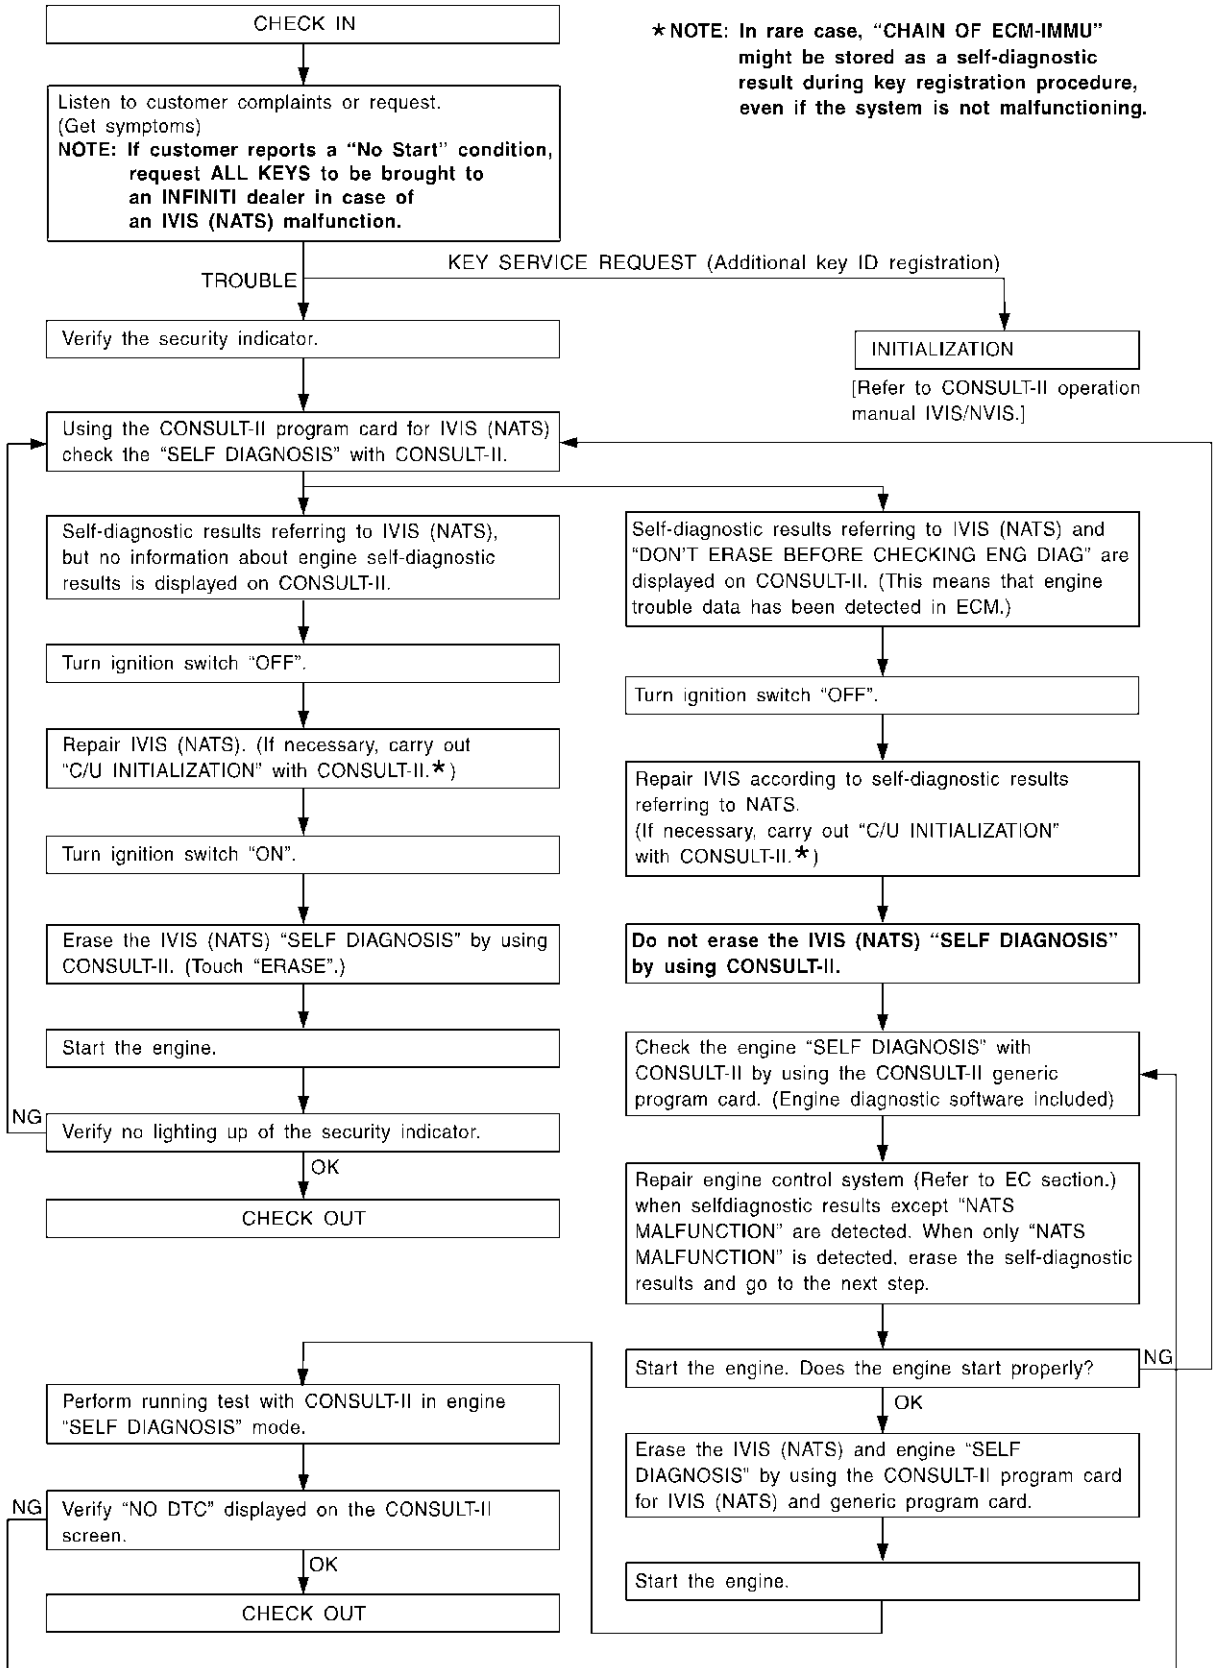 CHECK IN
★NOTE: In rare case, “CHAIN OF ECM-IMMU”
might be stored as a self-diagnostic
result during key registration procedure,
even if the system is not malfunctioning.
Listen to customer complaints or request.
(Get symptoms)
NOTE: If customer reports a “No Start” condition,
request ALL KEYS to be brought to
an INFINITI dealer in case of
an IVIS (NATS) malfunction.
TROUBLE
KEY SERVICE REQUEST (Additional key ID registration)
Verify the security indicator.
INITIALIZATION
[Refer to CONSULT-II operation
manual IVIS/NVIS.]
Using the CONSULT-II program card for IVIS (NATS)
check the “SELF DIAGNOSIS” with CONSULT-II.
Self-diagnostic results referring to IVIS (NATS),
but no information about engine self-diagnostic
results is displayed on CONSULT-II.
Turn ignition switch “OFF”.
Repair IVIS (NATS). (If necessary, carry out
“C/U INITIALIZATION” with CONSULT-II.★)
Turn ignition switch “ON”.
Erase the IVIS (NATS) “SELF DIAGNOSIS” by using
CONSULT-II. (Touch “ERASE”.)
Start the engine.
NG
Verify no lighting up of the security indicator.
OK
CHECK OUT
Self-diagnostic results referring to IVIS (NATS) and
“DON'T ERASE BEFORE CHECKING ENG DIAG” are
displayed on CONSULT-II. (This means that engine
trouble data has been detected in ECM.)
Turn ignition switch “OFF”.
Repair IVIS according to self-diagnostic results
referring to NATS.
(If necessary, carry out “C/U INITIALIZATION”
with CONSULT-II.★)
Do not erase the IVIS (NATS) “SELF DIAGNOSIS”
by using CONSULT-II.
Check the engine “SELF DIAGNOSIS” with
CONSULT-II by using the CONSULT-II generic
program card. (Engine diagnostic software included)
Repair engine control system (Refer to EC section.)
when selfdiagnostic results except “NATS
MALFUNCTION” are detected. When only “NATS
MALFUNCTION” is detected, erase the self-diagnostic
results and go to the next step.
Start the engine. Does the engine start properly?
NG
OK
Erase the IVIS (NATS) and engine “SELF
DIAGNOSIS” by using the CONSULT-II program card
for IVIS (NATS) and generic program card.
Start the engine.
Perform running test with CONSULT-II in engine
“SELF DIAGNOSIS” mode.
NG
Verify “NO DTC” displayed on the CONSULT-II
screen.
OK
CHECK OUT